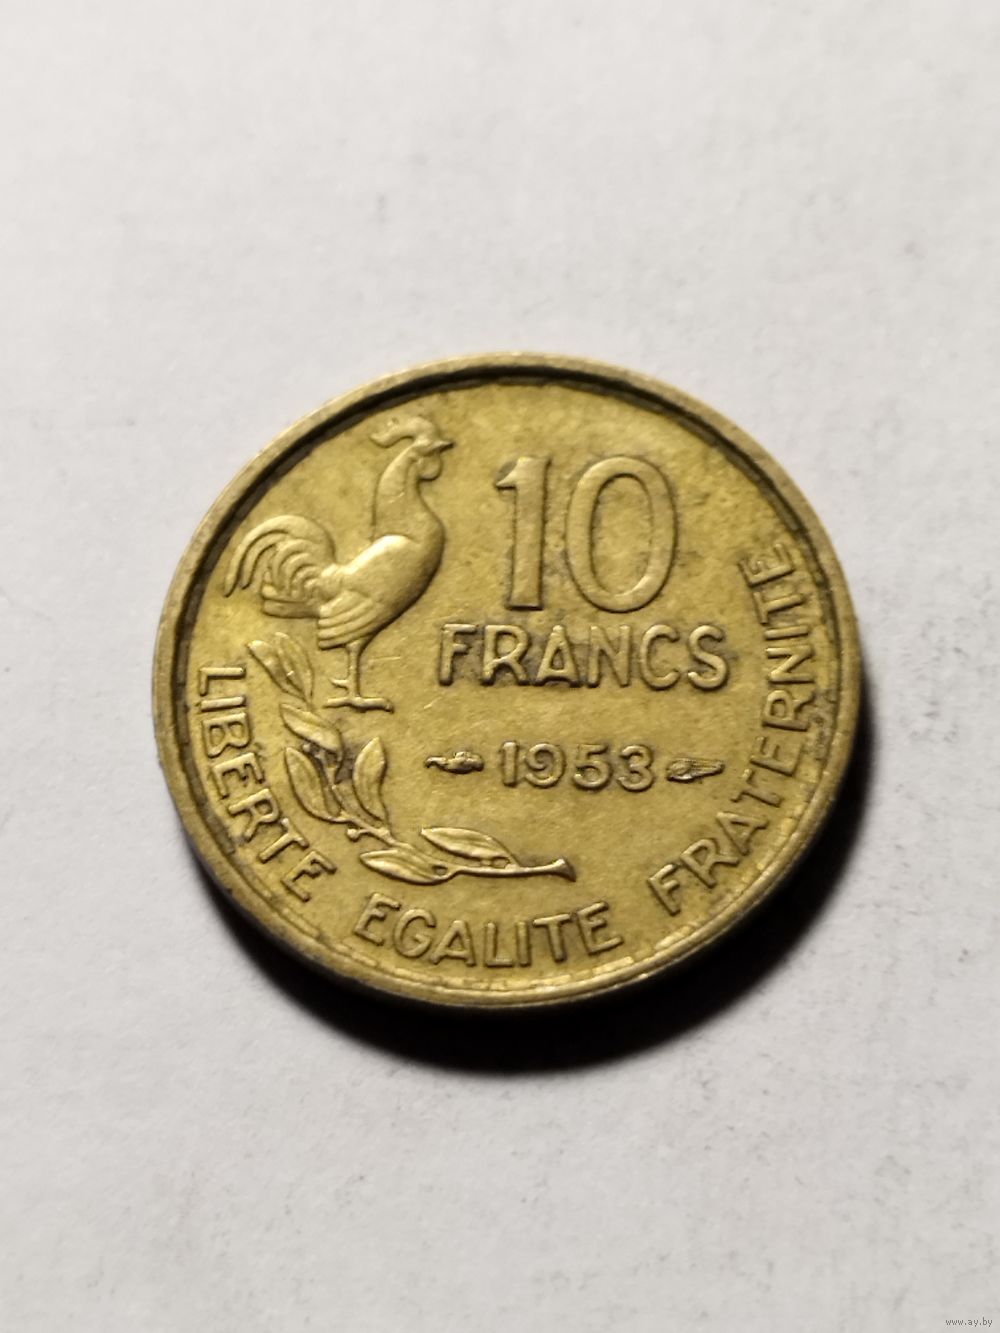 10
FRANCS
1953
LIBERTE EGALITE FRATERNITE
www.ay.by